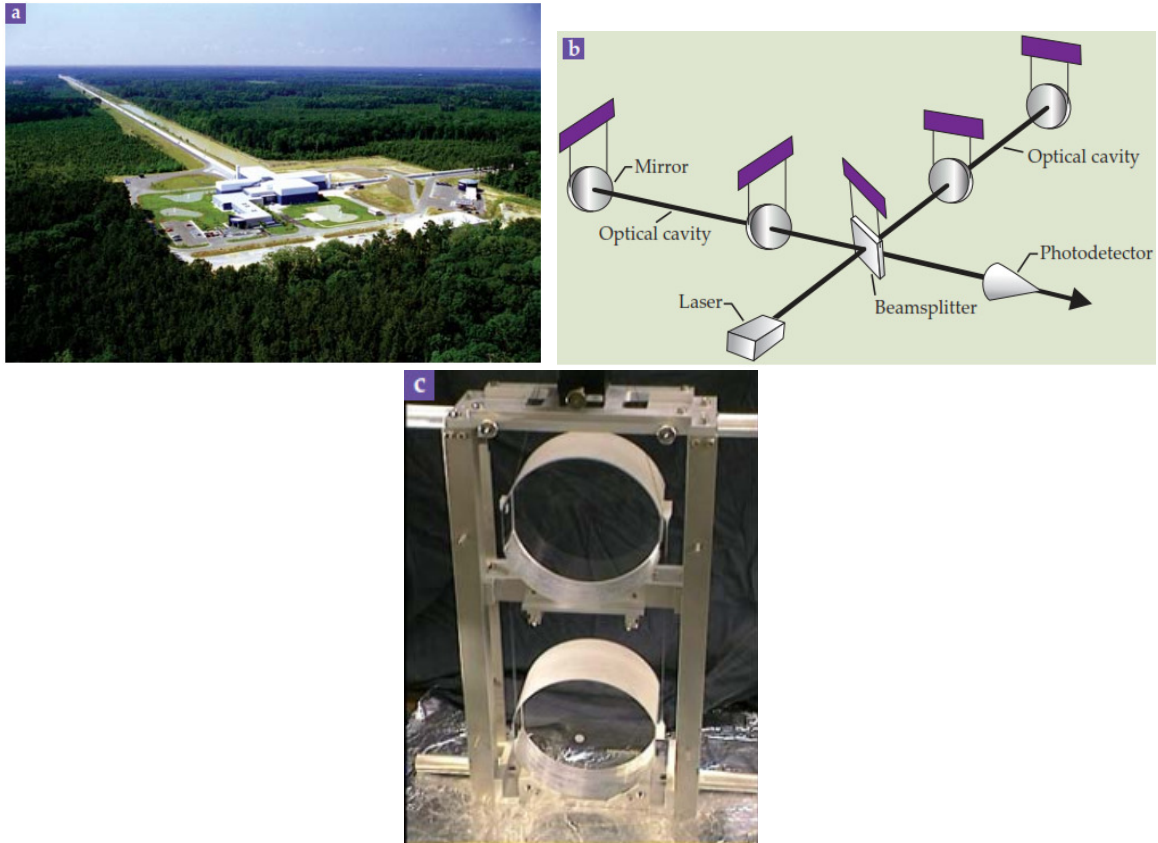 a
b
Mirror
Optical cavity
Optical cavity
Photodetector
Laser
Beamsplitter
c